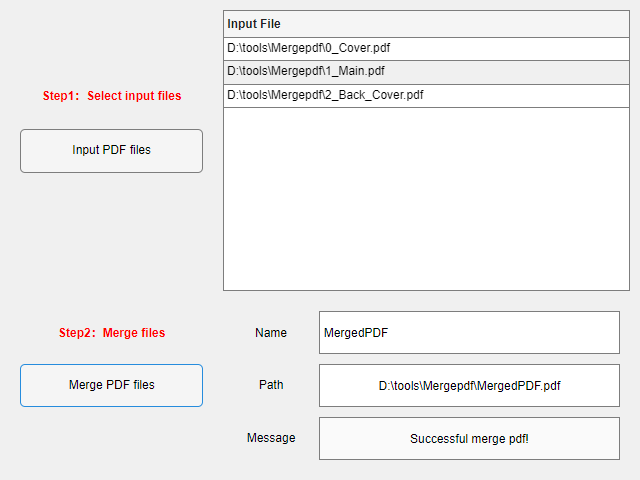 Input File
D:\tools\Mergepdf\0_Cover.pdf
D:\tools\Mergepdf\1_Main.pdf
D:\tools\Mergepdf\2_Back_Cover.pdf
Step1: Select input files
Input PDF files
Step2: Merge files
Name
MergedPDF
Merge PDF files
Path
D:\tools\Mergepdf\MergedPDF.pdf
Message
Successful merge pdf!